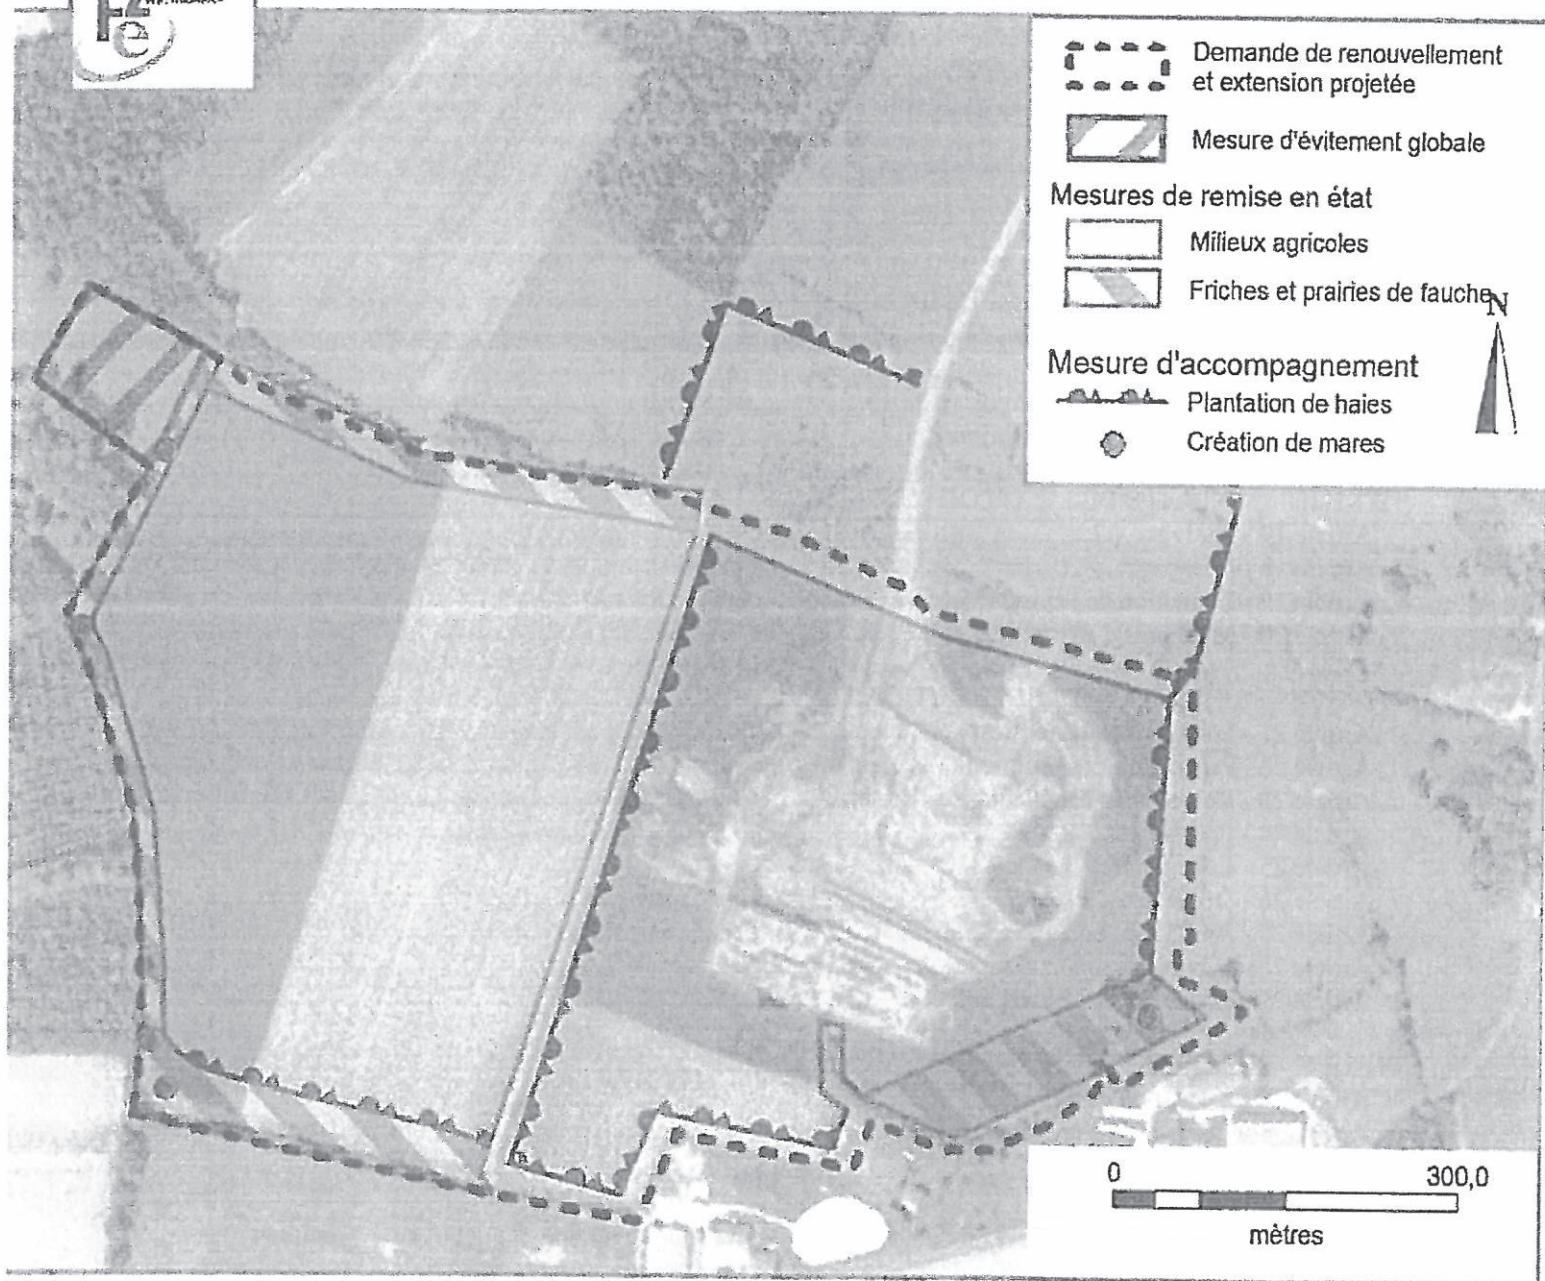 Demande de renouvellement
et extension projetée
Mesure d'évitement globale
Mesures de remise en état
Milieux agricoles
Friches et prairies de fauche
N
Mesure d'accompagnement
Plantation de haies
Création de mares
0 300,0
mètres